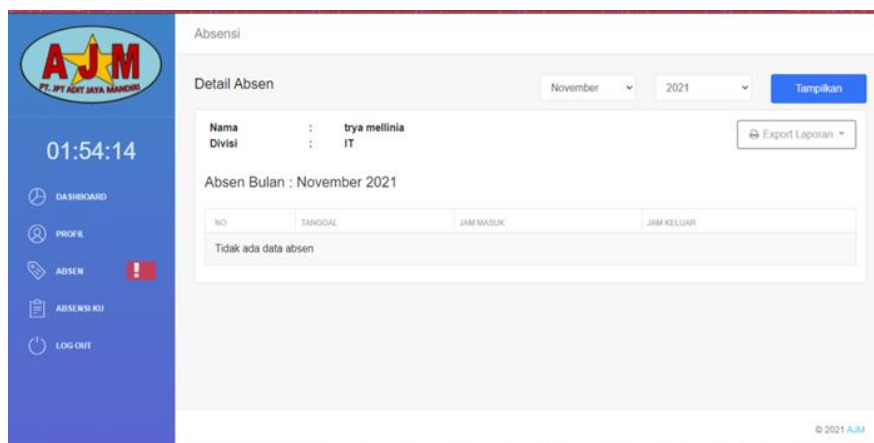 AJM
PT. JPT ADIT JAYA MANDIRI
01:54:14
DASHBOARD
PROFIL
ABSEN !
ABSENSI KU
LOG OUT
Absensi
Detail Absen
November 2021 Tampilkan
Nama : trya mellinia
Divisi : IT
Export Laporan
Absen Bulan : November 2021
NO TANGGAL JAM MASUK JAM KELUAR
Tidak ada data absen
© 2021 AJM